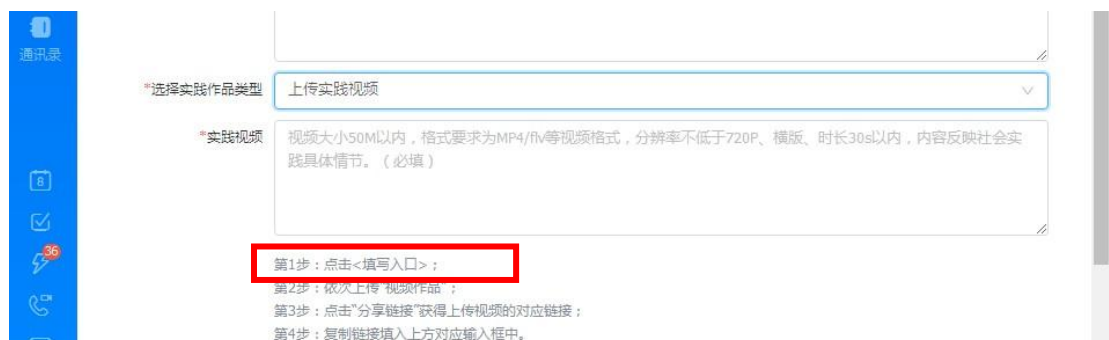 通讯录
*选择实践作品类型 上传实践视频
*实践视频 视频大小50M以内，格式要求为MP4/flv等视频格式，分辨率不低于720P、横版、时长30s以内，内容反映社会实
践具体情节。（必填）
8
36
第1步：点击<填写入口>；
第2步：依次上传"视频作品"；
第3步：点击"分享链接"获得上传视频的对应链接；
第4步：复制链接填入上方对应输入框中。